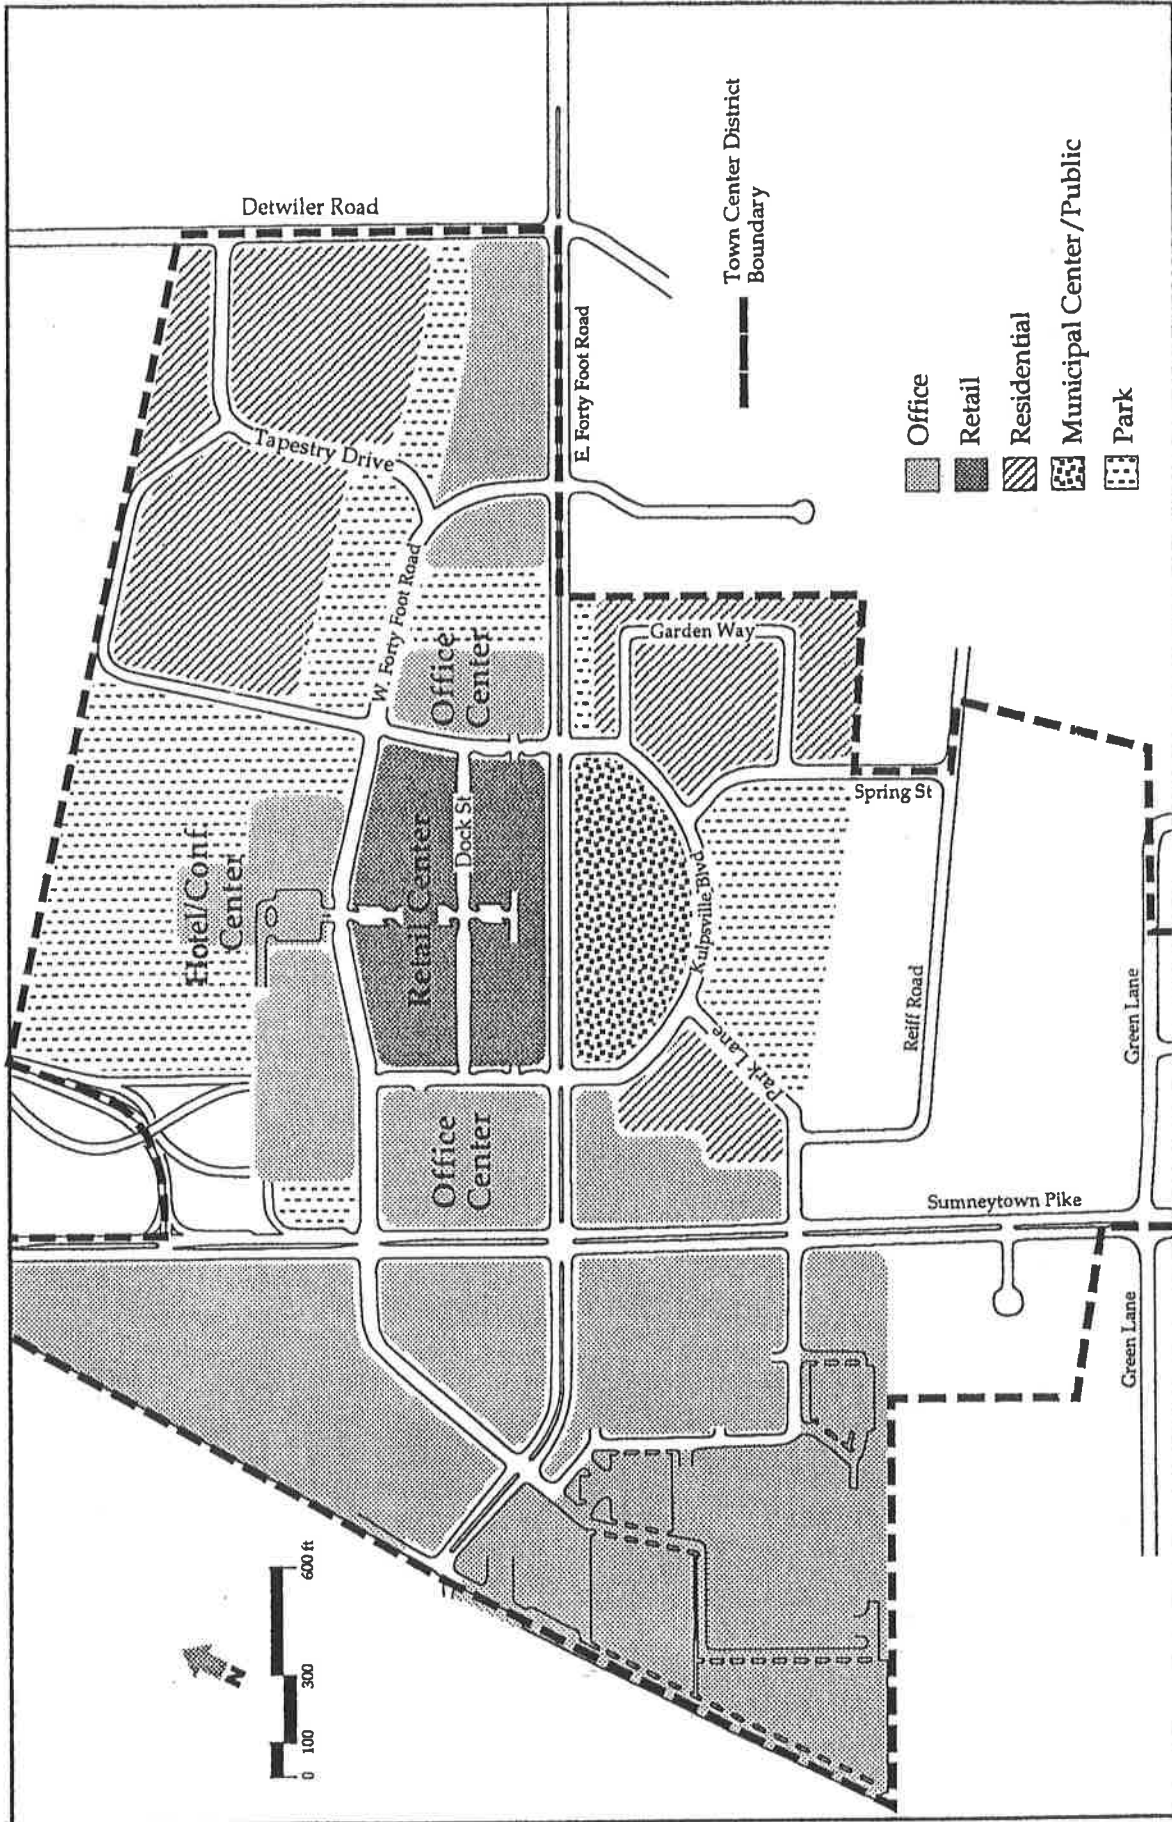 Detwiler Road
Tapestry Drive
W. Forty Foot Road
E. Forty Foot Road
Town Center District
Boundary
Office
Center
Hotel/Conf
Center
Retail Center
Dock St
Garden Way
Spring St
Kulpsville Blvd
Park Lane
Reiff Road
Green Lane
Office
Center
Sumneytown Pike
Green Lane
Office
Retail
Residential
Municipal Center/Public
Park
N
0 100 300 600 ft